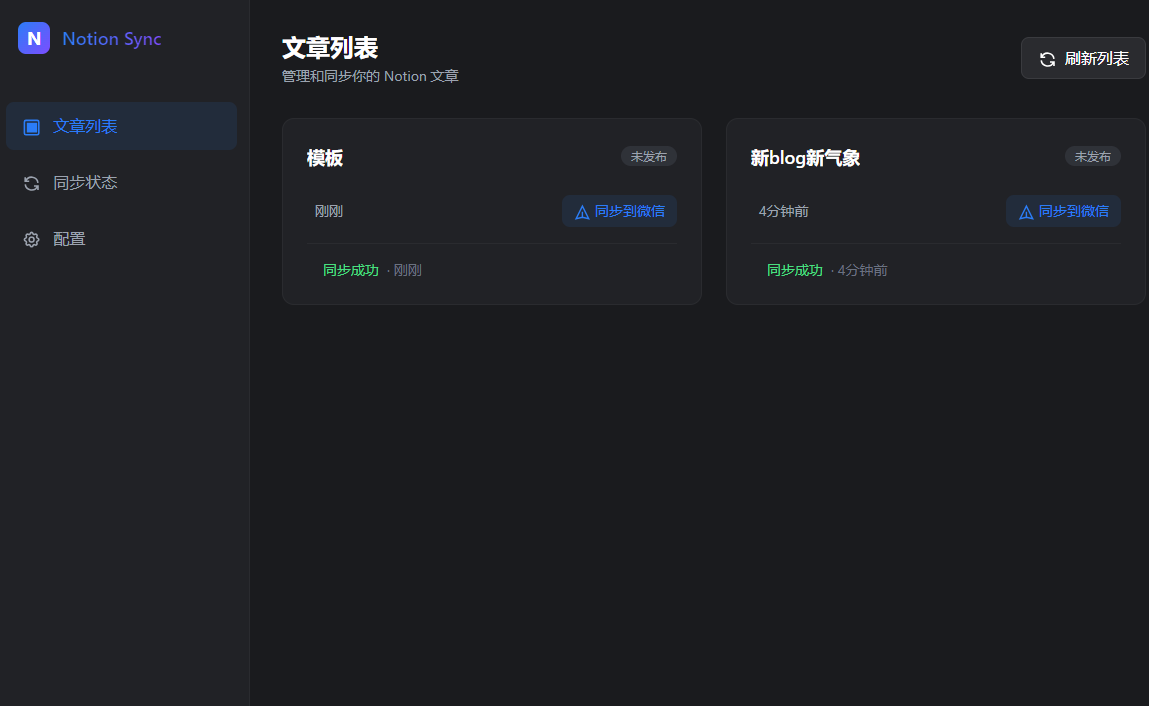 N Notion Sync
文章列表
同步状态
配置
文章列表
管理和同步你的 Notion 文章
刷新列表
模板
未发布
刚刚
同步到微信
同步成功 · 刚刚
新blog新气象
未发布
4分钟前
同步到微信
同步成功 · 4分钟前